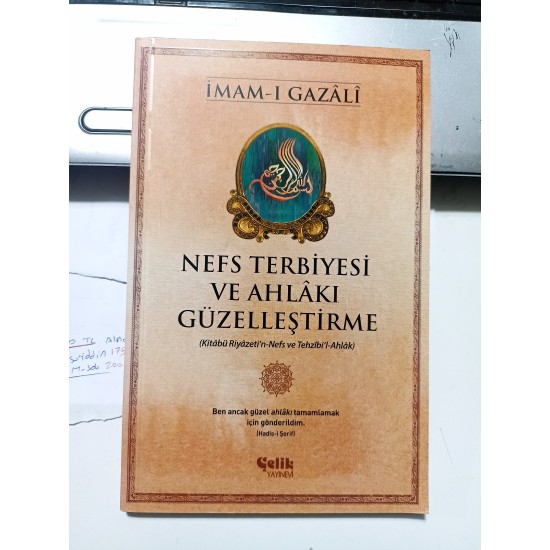 İMAM-I GAZÂLÎ
NEFS TERBİYESİ
VE AHLÂKI
GÜZELLEŞTİRME
(Kitâbü Riyâzeti'n-Nefs ve Tehzîbi'l-Ahlâk)
Ben ancak güzel ahlâkı tamamlamak
için gönderildim.
(Hadis-i Şerif)
Çelik
YAYINEVİ